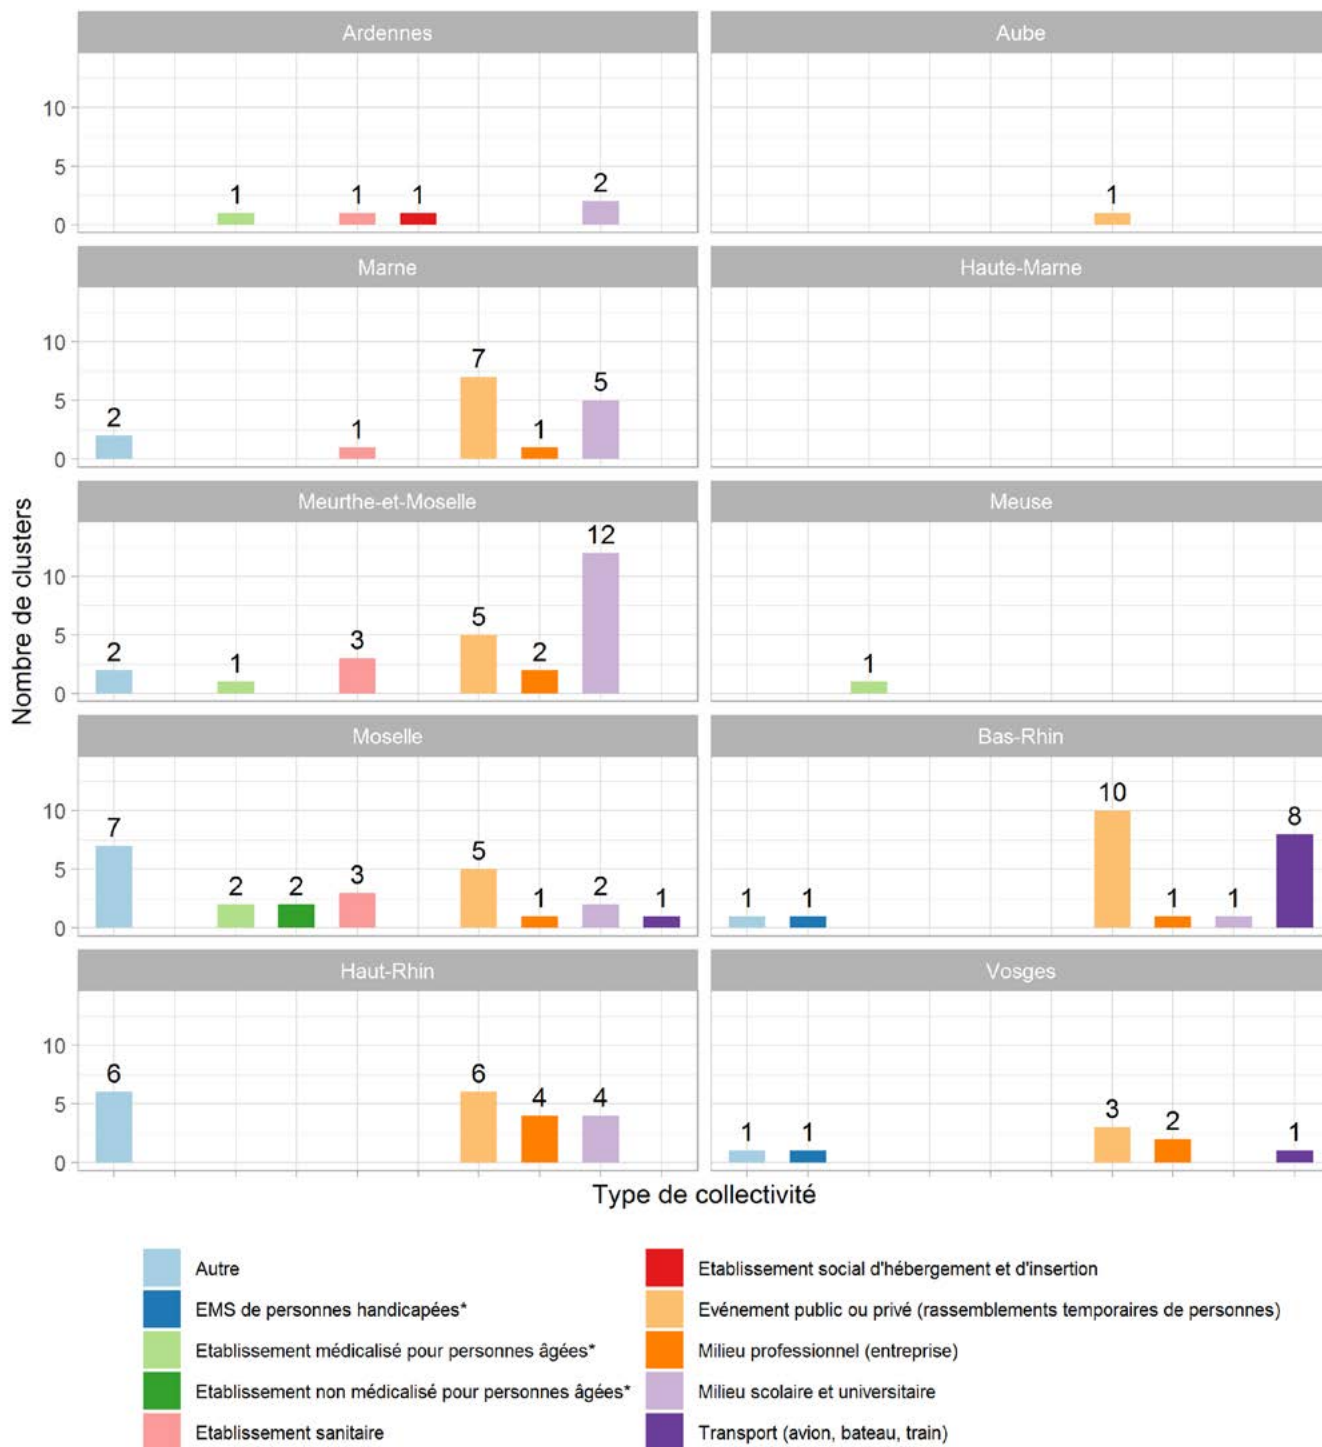 Ardennes
Aube
10
5
0
1
1
1
2
1
Marne
Haute-Marne
10
5
0
2
1
7
1
5
Meurthe-et-Moselle
Meuse
10
5
0
2
1
3
5
2
12
1
Moselle
Bas-Rhin
10
5
0
7
2
2
3
5
1
2
1
1
1
10
1
1
8
Haut-Rhin
Vosges
10
5
0
6
6
4
4
1
1
3
2
1
Nombre de clusters
Type de collectivité
Autre
EMS de personnes handicapées*
Etablissement médicalisé pour personnes âgées*
Etablissement non médicalisé pour personnes âgées*
Etablissement sanitaire
Etablissement social d'hébergement et d'insertion
Evénement public ou privé (rassemblements temporaires de personnes)
Milieu professionnel (entreprise)
Milieu scolaire et universitaire
Transport (avion, bateau, train)